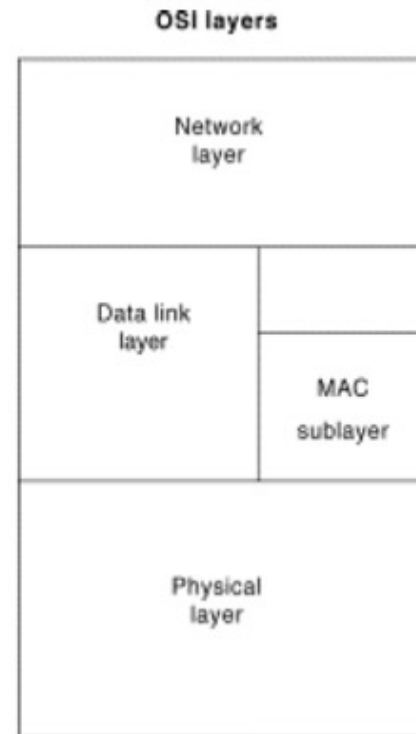 OSI layers
Network
layer
Data link
layer
MAC
sublayer
Physical
layer